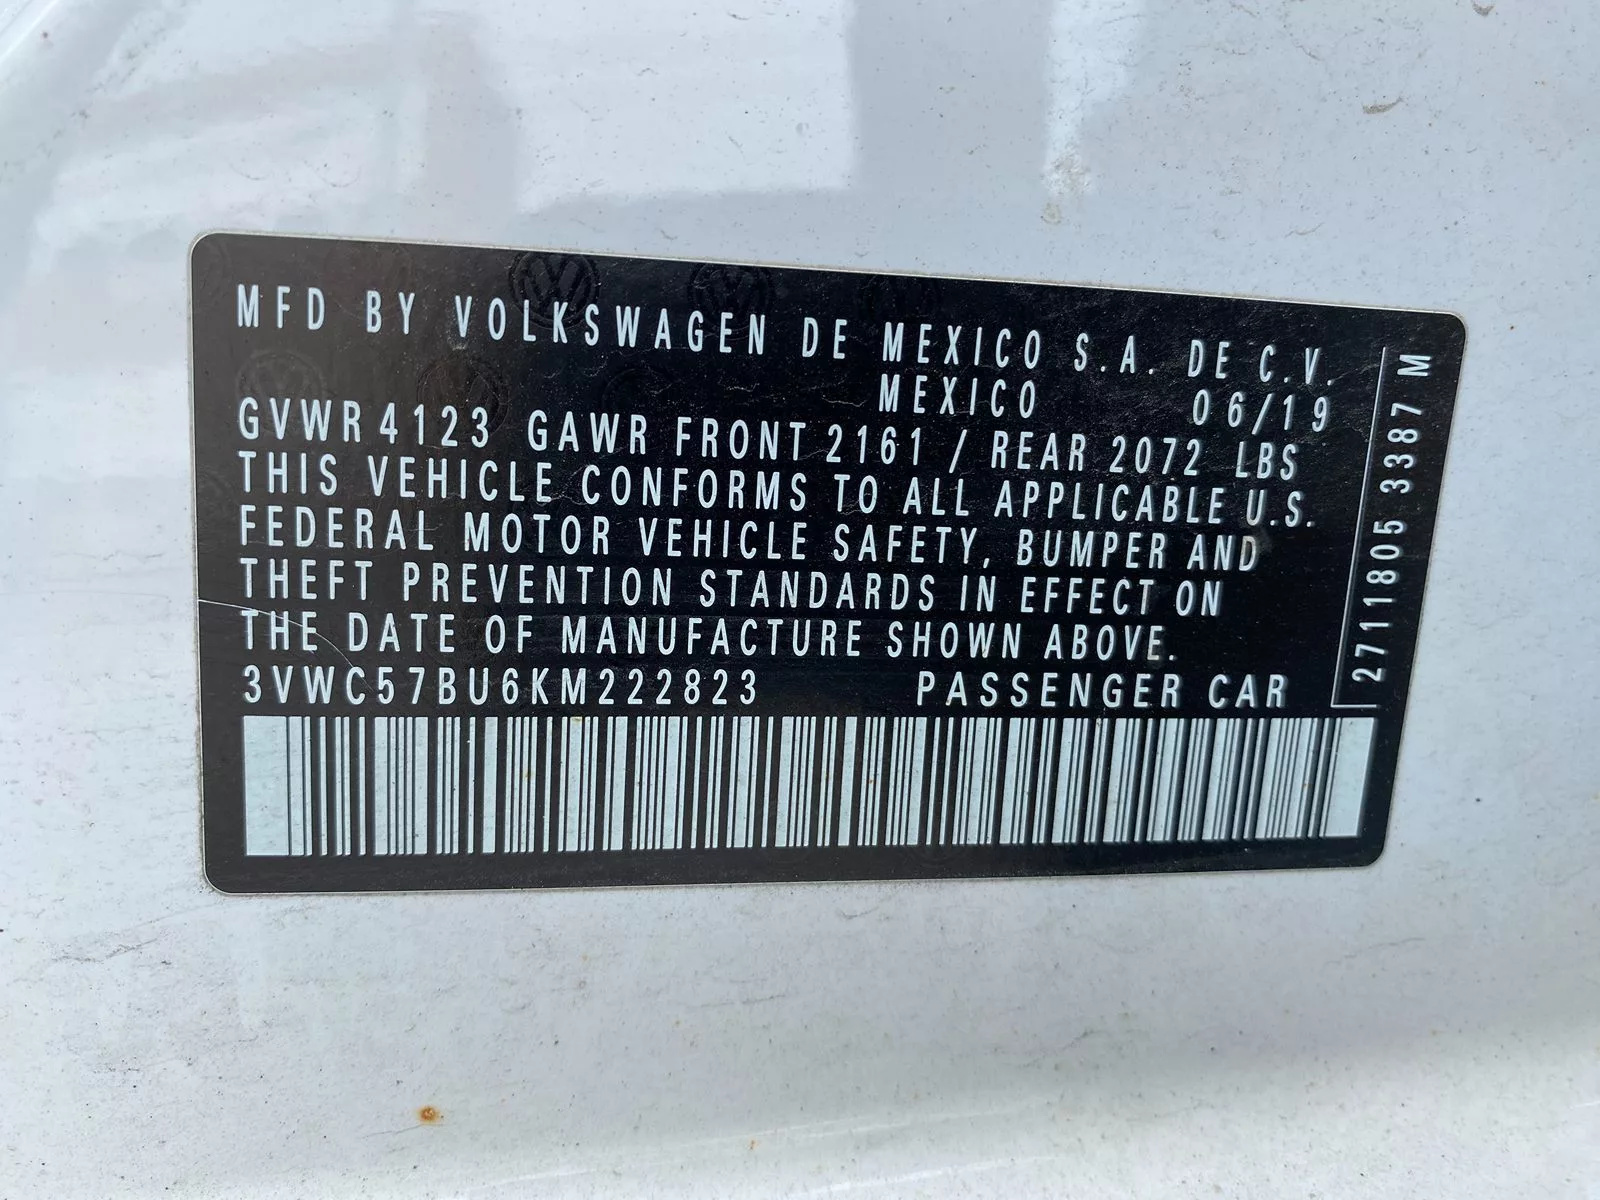 MFD BY VOLKSWAGEN DE MEXICO S.A. DE C.V.
MEXICO 06/19
GVWR 4123 GAWR FRONT 2161 / REAR 2072 LBS
THIS VEHICLE CONFORMS TO ALL APPLICABLE U.S.
FEDERAL MOTOR VEHICLE SAFETY, BUMPER AND
THEFT PREVENTION STANDARDS IN EFFECT ON
THE DATE OF MANUFACTURE SHOWN ABOVE.
3VWC57BU6KM222823 PASSENGER CAR
2711805 3387 M